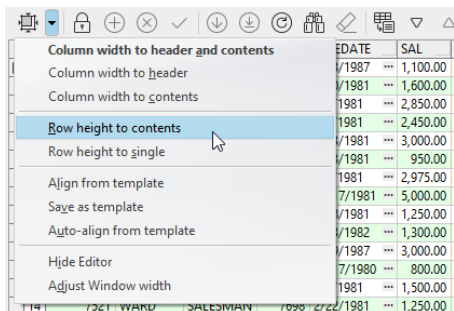 EDATE SAL
Column width to header and contents
/1987 ··· 1,100.00
Column width to header
/1981 ··· 1,600.00
Column width to contents
1981 ··· 2,850.00
1981 ··· 2,450.00
Row height to contents
/1981 ··· 3,000.00
Row height to single
/1981 ··· 950.00
1981 ··· 2,975.00
Align from template
7/1981 ··· 5,000.00
Save as template
/1981 ··· 1,250.00
Auto-align from template
/1982 ··· 1,300.00
/1987 ··· 3,000.00
Hide Editor
7/1980 ··· 800.00
Adjust Window width
1981 ··· 1,500.00
14 7521 WARD SALESMAN 7698 2/22/1981 ··· 1,250.00